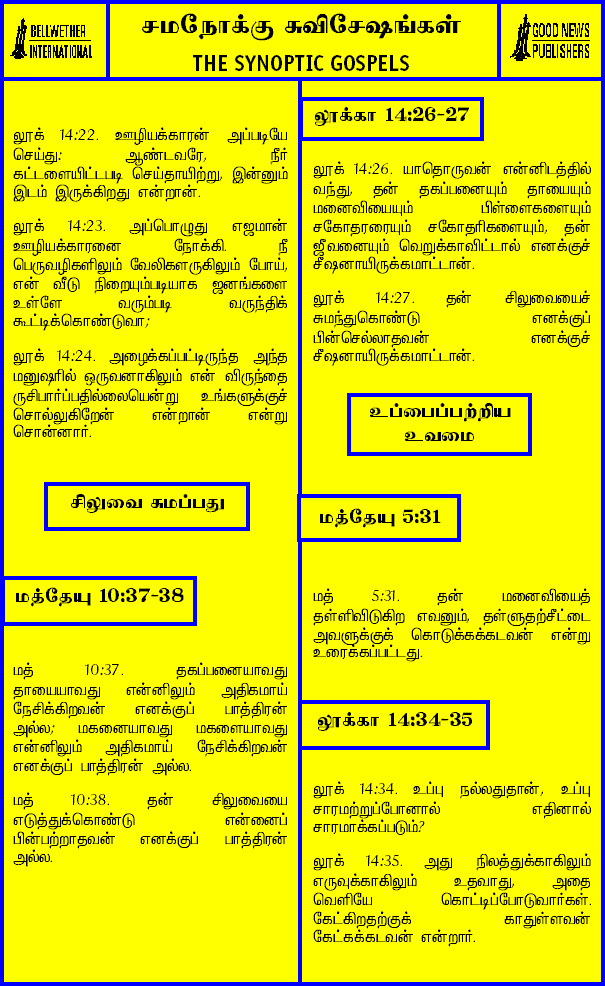 BELLWETHER
INTERNATIONAL
சமநோக்கு சுவிசேஷங்கள்
THE SYNOPTIC GOSPELS
GOOD NEWS
PUBLISHERS
லூக் 14:22. ஊழியக்காரன் அப்படியே
செய்து: ஆண்டவரே, நீர்
கட்டளையிட்டபடி செய்தாயிற்று, இன்னும்
இடம் இருக்கிறது என்றான்.
லூக் 14:23. அப்பொழுது எஜமான்
ஊழியக்காரனை நோக்கி. நீ
பெருவழிகளிலும் வேலிகளருகிலும் போய்,
என் வீடு நிறையும்படியாக ஜனங்களை
உள்ளே வரும்படி வருந்திக்
கூட்டிக்கொண்டுவா;
லூக் 14:24. அழைக்கப்பட்டிருந்த அந்த
மனுஷரில் ஒருவனாகிலும் என் விருந்தை
ருசிபார்ப்பதில்லையென்று உங்களுக்குச்
சொல்லுகிறேன் என்றான் என்று
சொன்னார்.
சிலுவை சுமப்பது
மத்தேயு 10:37-38
மத் 10:37. தகப்பனையாவது
தாயையாவது என்னிலும் அதிகமாய்
நேசிக்கிறவன் எனக்குப் பாத்திரன்
அல்ல; மகனையாவது மகளையாவது
என்னிலும் அதிகமாய் நேசிக்கிறவன்
எனக்குப் பாத்திரன் அல்ல.
மத் 10:38. தன் சிலுவையை
எடுத்துக்கொண்டு என்னைப்
பின்பற்றாதவன் எனக்குப் பாத்திரன்
அல்ல.
லூக்கா 14:26-27
லூக் 14:26. யாதொருவன் என்னிடத்தில்
வந்து, தன் தகப்பனையும் தாயையும்
மனைவியையும் பிள்ளைகளையும்
சகோதரரையும் சகோதரிகளையும், தன்
ஜீவனையும் வெறுக்காவிட்டால் எனக்குச்
சீஷனாயிருக்கமாட்டான்.
லூக் 14:27. தன் சிலுவையைச்
சுமந்துகொண்டு எனக்குப்
பின்செல்லாதவன் எனக்குச்
சீஷனாயிருக்கமாட்டான்.
உப்பைப்பற்றிய
உவமை
மத்தேயு 5:31
மத் 5:31. தன் மனைவியைத்
தள்ளிவிடுகிற எவனும், தள்ளுதற்சீட்டை
அவளுக்குக் கொடுக்கக்கடவன் என்று
உரைக்கப்பட்டது.
லூக்கா 14:34-35
லூக் 14:34. உப்பு நல்லதுதான், உப்பு
சாரமற்றுப்போனால் எதினால்
சாரமாக்கப்படும்?
லூக் 14:35. அது நிலத்துக்காகிலும்
எருவுக்காகிலும் உதவாது, அதை
வெளியே கொட்டிப்போடுவார்கள்.
கேட்கிறதற்குக் காதுள்ளவன்
கேட்கக்கடவன் என்றார்.